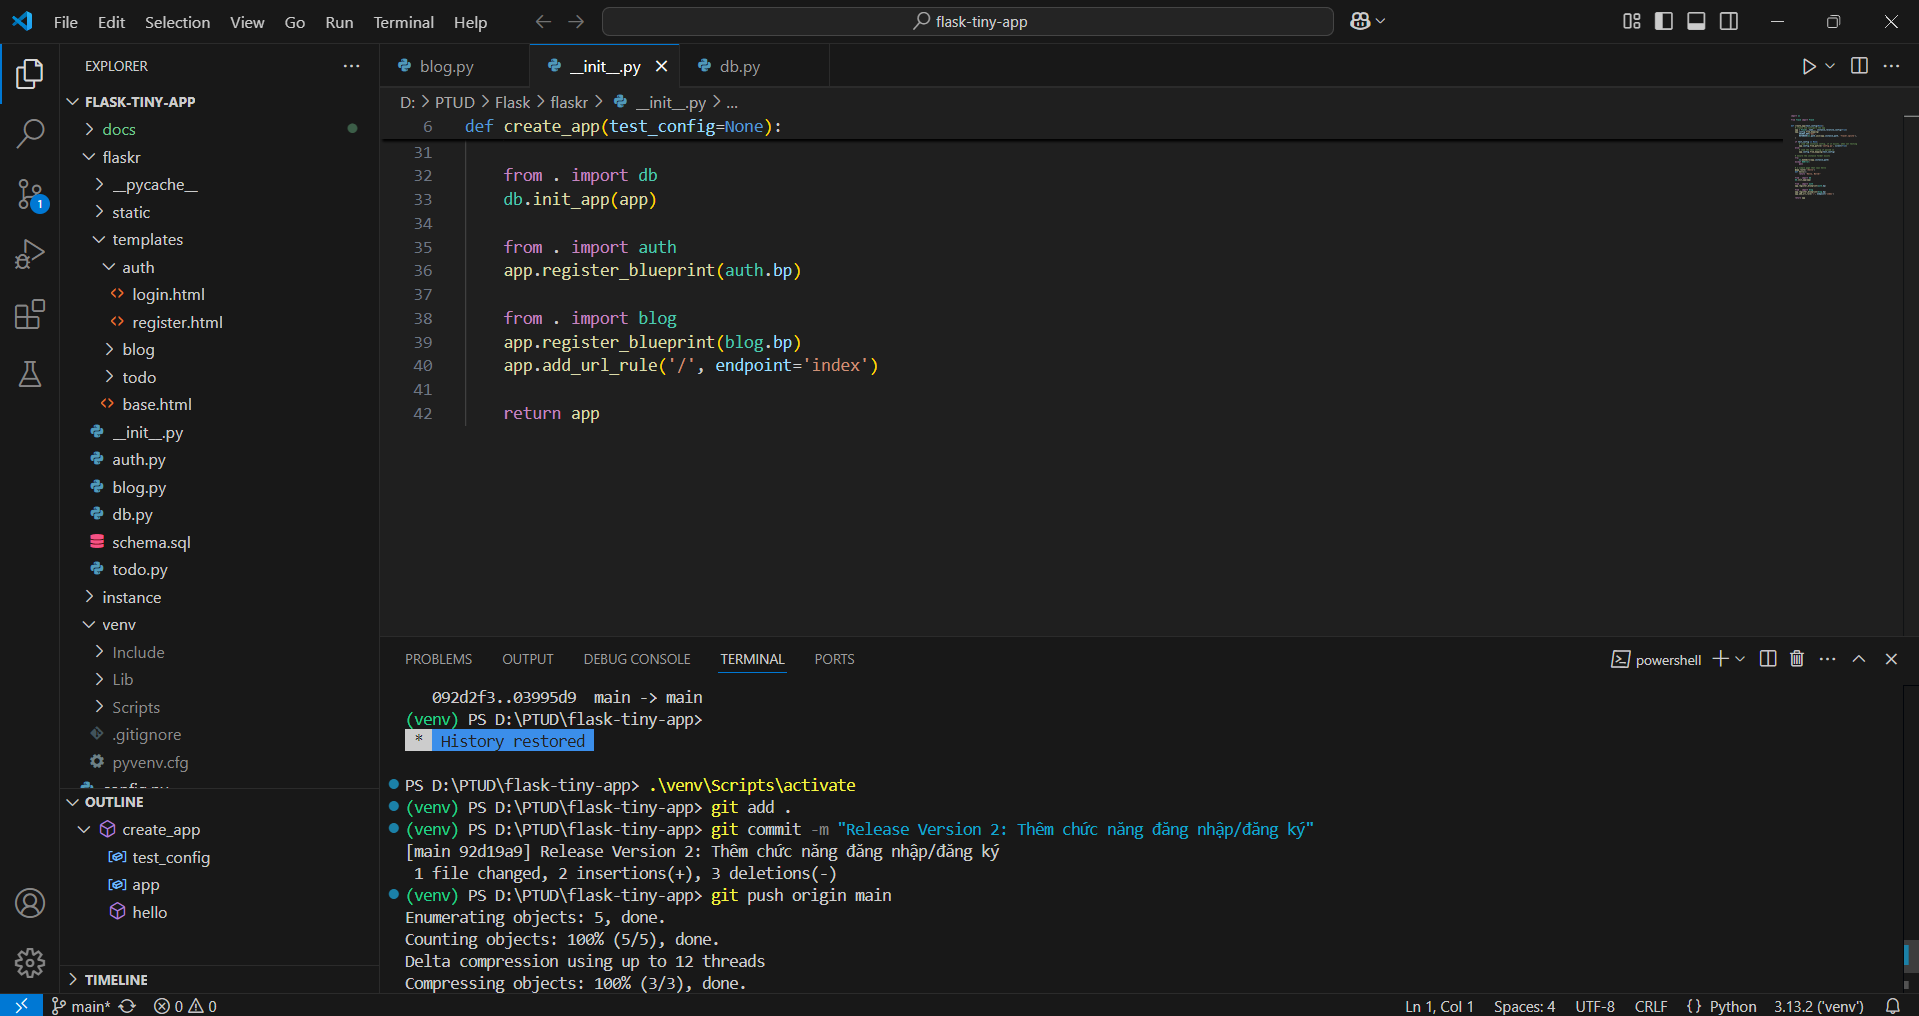 File Edit Selection View Go Run Terminal Help
flask-tiny-app
EXPLORER
FLASK-TINY-APP
docs
flaskr
__pycache__
static
templates
auth
login.html
register.html
blog
todo
base.html
__init__.py
auth.py
blog.py
db.py
schema.sql
todo.py
instance
venv
Include
Lib
Scripts
.gitignore
pyvenv.cfg
OUTLINE
create_app
test_config
app
hello
TIMELINE
1
blog.py __init__.py db.py
D: > PTUD > Flask > flaskr > __init__.py > ...
6 def create_app(test_config=None):
31
32 from . import db
33 db.init_app(app)
34
35 from . import auth
36 app.register_blueprint(auth.bp)
37
38 from . import blog
39 app.register_blueprint(blog.bp)
40 app.add_url_rule('/', endpoint='index')
41
42 return app
PROBLEMS OUTPUT DEBUG CONSOLE TERMINAL PORTS
powershell
092d2f3..03995d9 main -> main
(venv) PS D:\PTUD\flask-tiny-app>
* History restored
PS D:\PTUD\flask-tiny-app> .\venv\Scripts\activate
(venv) PS D:\PTUD\flask-tiny-app> git add .
(venv) PS D:\PTUD\flask-tiny-app> git commit -m "Release Version 2: Thêm chức năng đăng nhập/đăng ký"
[main 92d19a9] Release Version 2: Thêm chức năng đăng nhập/đăng ký
1 file changed, 2 insertions(+), 3 deletions(-)
(venv) PS D:\PTUD\flask-tiny-app> git push origin main
Enumerating objects: 5, done.
Counting objects: 100% (5/5), done.
Delta compression using up to 12 threads
Compressing objects: 100% (3/3), done.
main* 0 0
Ln 1, Col 1 Spaces: 4 UTF-8 CRLF {} Python 3.13.2 ('venv')